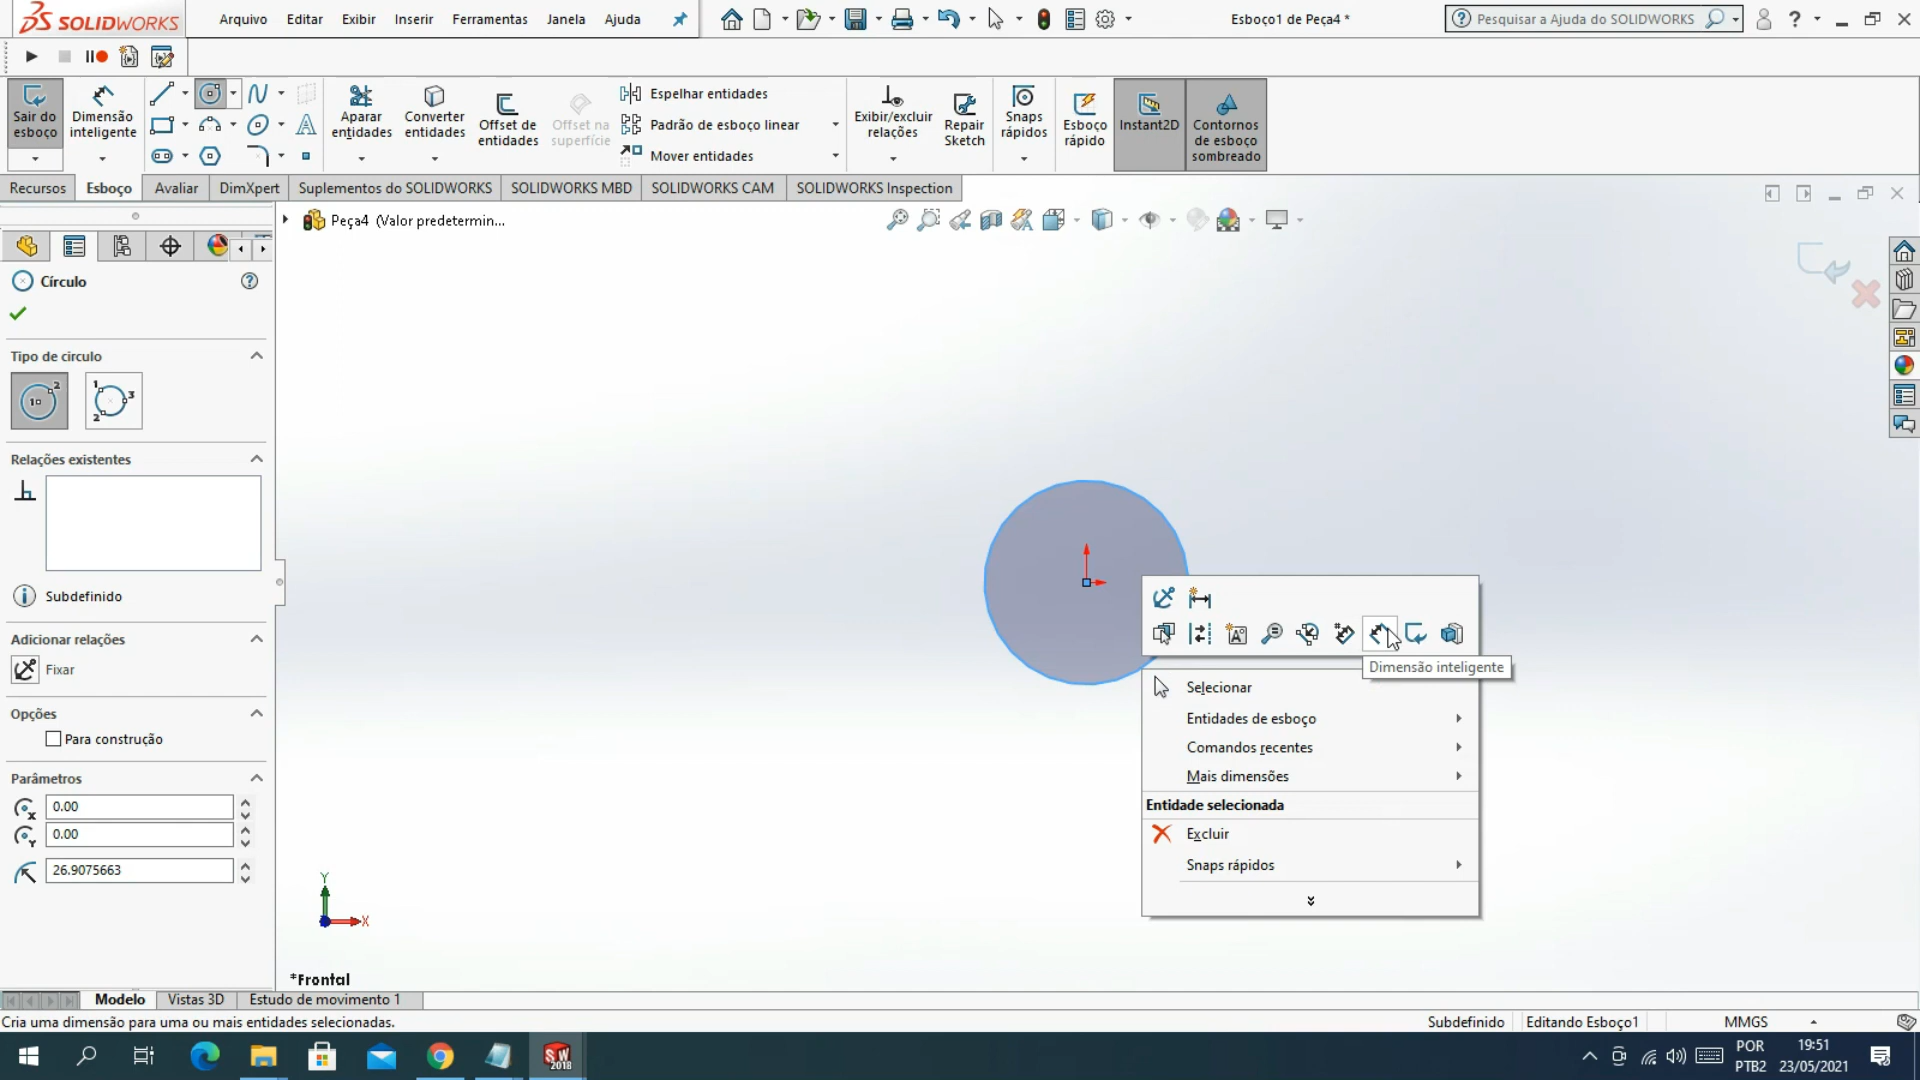 SOLIDWORKS
Arquivo Editar Exibir Inserir Ferramentas Janela Ajuda
Esboço1 de Peça4 *
Pesquisar a Ajuda do SOLIDWORKS
Sair do esboço
Dimensão inteligente
Aparar entidades
Converter entidades
Offset de entidades
Offset na superfície
Espelhar entidades
Padrão de esboço linear
Mover entidades
Exibir/excluir relações
Repair Sketch
Snaps rápidos
Esboço rápido
Instant2D
Contornos de esboço sombreado
Recursos Esboço Avaliar DimXpert Suplementos do SOLIDWORKS SOLIDWORKS MBD SOLIDWORKS CAM SOLIDWORKS Inspection
Peça4 (Valor predetermin...
Círculo
Tipo de círculo
Relações existentes
Subdefinido
Adicionar relações
Fixar
Opções
Para construção
Parâmetros
0.00
0.00
26.9075663
Dimensão inteligente
Selecionar
Entidades de esboço
Comandos recentes
Mais dimensões
Entidade selecionada
Excluir
Snaps rápidos
Y
X
*Frontal
Modelo Vistas 3D Estudo de movimento 1
Cria uma dimensão para uma ou mais entidades selecionadas.
Subdefinido Editando Esboço1 MMGS
SW 2018
POR 19:51
PTB2 23/05/2021